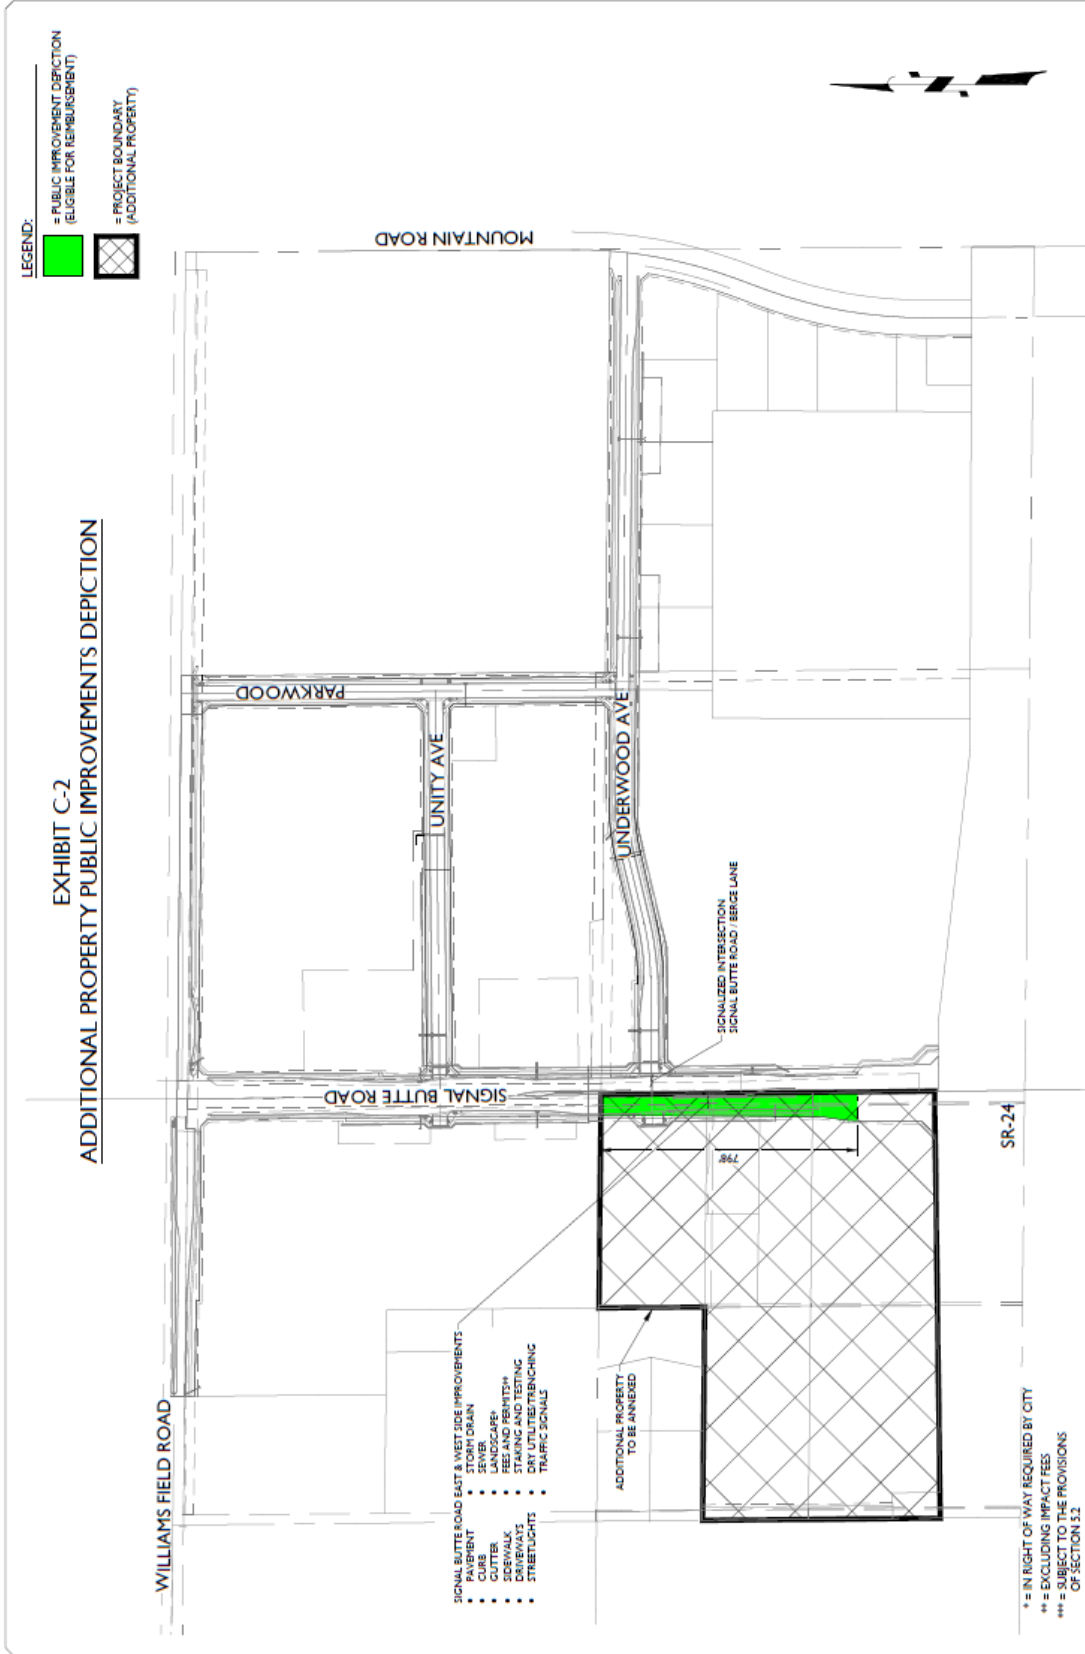 EXHIBIT C-2
ADDITIONAL PROPERTY PUBLIC IMPROVEMENTS DEPICTION
LEGEND:
= PUBLIC IMPROVEMENT DEPICTION
(ELIGIBLE FOR REIMBURSEMENT)
= PROJECT BOUNDARY
(ADDITIONAL PROPERTY)
WILLIAMS FIELD ROAD
MOUNTAIN ROAD
PARKWOOD
UNITY AVE
UNDERWOOD AVE
SIGNAL BUTTE ROAD
SIGNALIZED INTERSECTION
SIGNAL BUTTE ROAD / BERGE LANE
798'
SR-24
SIGNAL BUTTE ROAD EAST & WEST SIDE IMPROVEMENTS
• PAVEMENT • STORM DRAIN
• CURB • SEWER
• GUTTER • LANDSCAPE*
• SIDEWALK • FEES AND PERMITS**
• DRIVEWAYS • STAKING AND TESTING
• STREETLIGHTS • DRY UTILITIES/TRENCHING
• TRAFFIC SIGNALS
ADDITIONAL PROPERTY
TO BE ANNEXED
* = IN RIGHT OF WAY REQUIRED BY CITY
** = EXCLUDING IMPACT FEES
*** = SUBJECT TO THE PROVISIONS
OF SECTION 5.2